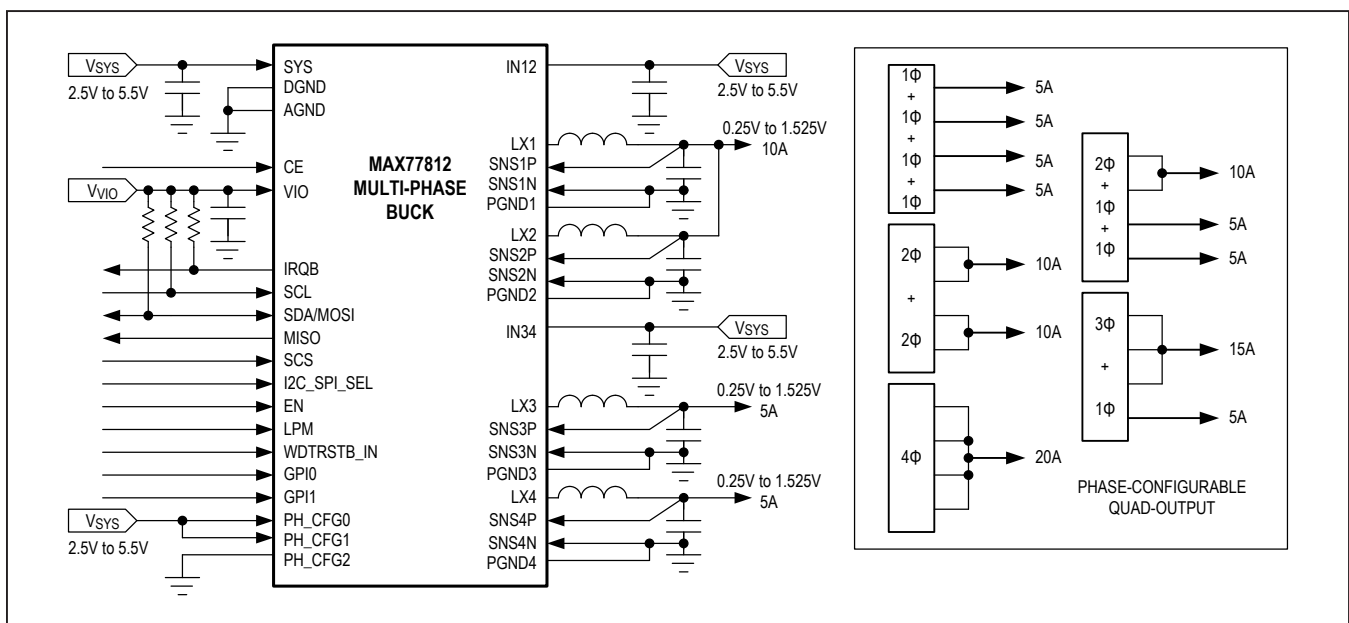 VSYS
2.5V to 5.5V
SYS
DGND
AGND
CE
VVIO
VIO
IRQB
SCL
SDA/MOSI
MISO
SCS
I2C_SPI_SEL
EN
LPM
WDTRSTB_IN
GPI0
GPI1
VSYS
2.5V to 5.5V
PH_CFG0
PH_CFG1
PH_CFG2
MAX77812
MULTI-PHASE
BUCK
IN12
VSYS
2.5V to 5.5V
LX1
0.25V to 1.525V
10A
SNS1P
SNS1N
PGND1
LX2
SNS2P
SNS2N
PGND2
IN34
VSYS
2.5V to 5.5V
LX3
0.25V to 1.525V
5A
SNS3P
SNS3N
PGND3
LX4
0.25V to 1.525V
5A
SNS4P
SNS4N
PGND4
1Φ
+
1Φ
+
1Φ
+
1Φ
5A
5A
5A
5A
2Φ
+
2Φ
10A
10A
4Φ
20A
2Φ
+
1Φ
+
1Φ
10A
5A
5A
3Φ
+
1Φ
15A
5A
PHASE-CONFIGURABLE
QUAD-OUTPUT